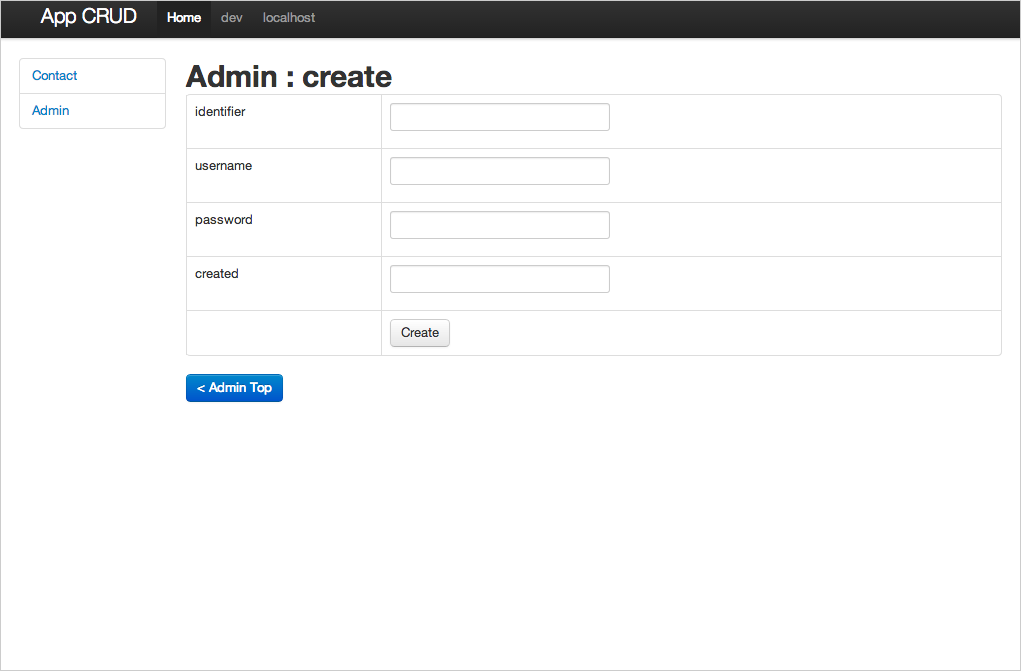 App CRUD Home dev localhost
Contact
Admin
Admin : create
identifier
username
password
created
Create
< Admin Top